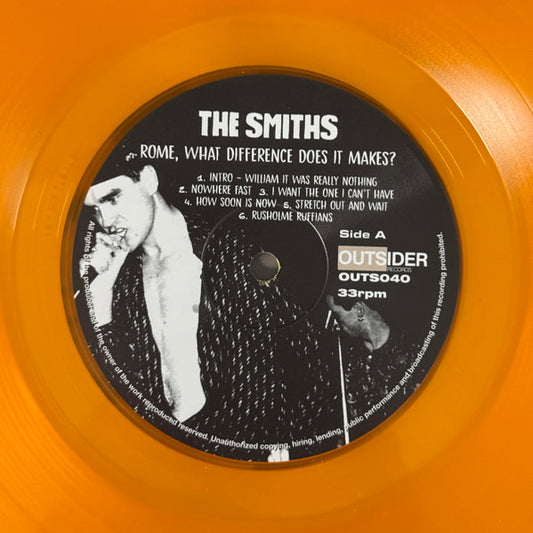 THE SMITHS
ROME, WHAT DIFFERENCE DOES IT MAKES?
1. INTRO - WILLIAM IT WAS REALLY NOTHING
2. NOWHERE FAST 3. I WANT THE ONE I CAN'T HAVE
4. HOW SOON IS NOW 5. STRETCH OUT AND WAIT
6. RUSHOLME RUFFIANS
Side A
OUTSIDER
RECORDS
OUTS040
33rpm
All rights of the owner of the work reproduced reserved. Unauthorized copying, hiring, lending, public performance and broadcasting of this recording prohibited.